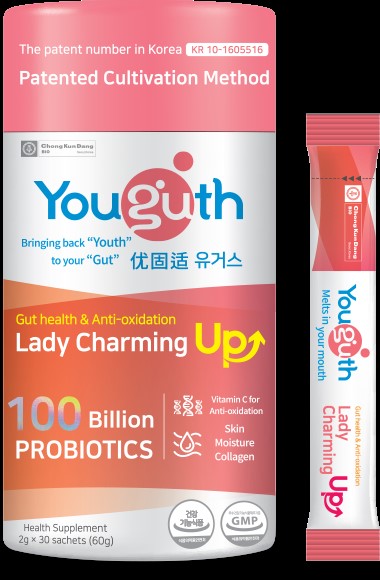 The patent number in Korea KR 10-1605516
Patented Cultivation Method
Chong Kun Dang
BIO
Youguth
Bringing back “Youth”
to your “Gut” 优固适 유거스
Gut health & Anti-oxidation
Lady Charming Up
100 Billion
PROBIOTICS
Vitamin C for
Anti-oxidation
Skin
Moisture
Collagen
건강
기능식품
GMP
Health Supplement
2g × 30 sachets (60g)
Chong Kun Dang
BIO
Youguth
Melts in
your mouth
Gut health & Anti-oxidation
Lady
Charming Up